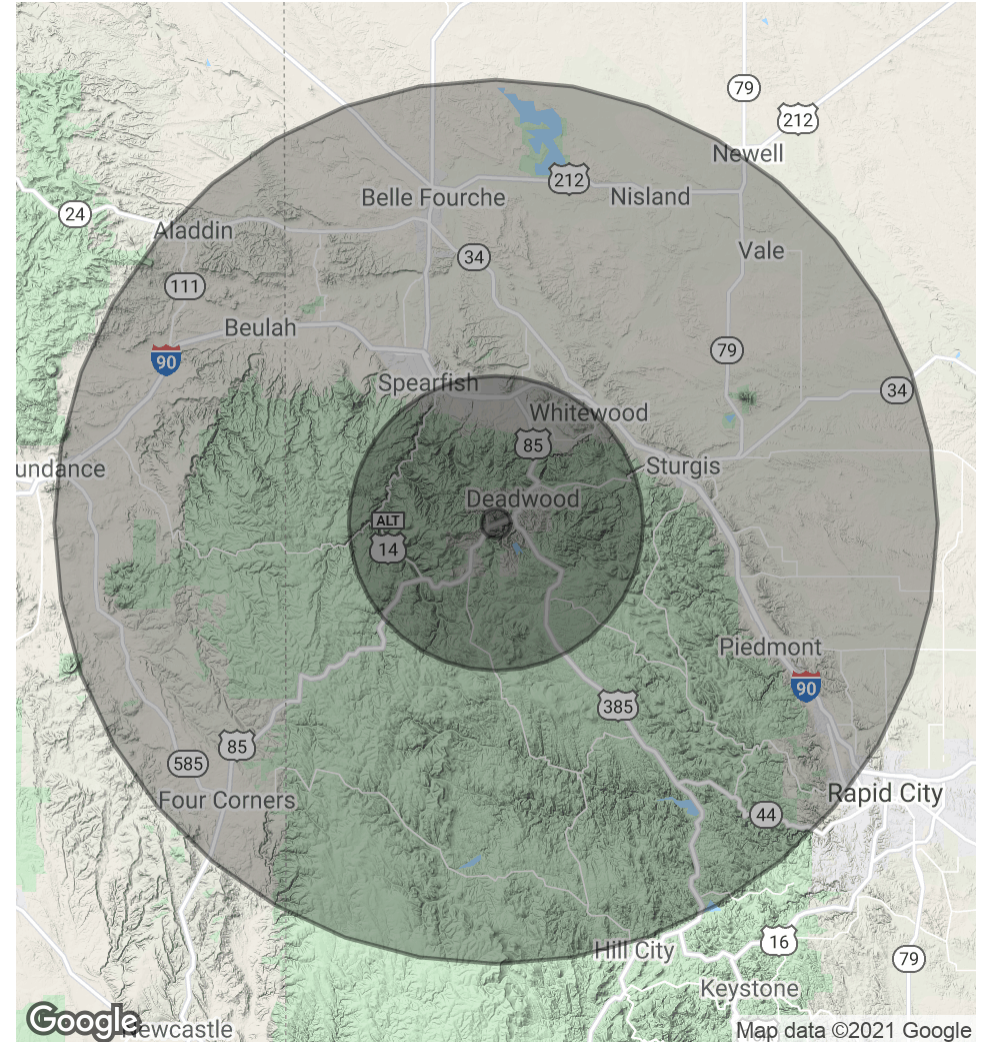 79
212
Newell
212
Belle Fourche
Nisland
24
Aladdin
Vale
34
111
Beulah
79
90
Spearfish
34
Whitewood
85
undance
Sturgis
Deadwood
ALT
14
Piedmont
90
385
85
585
Four Corners
Rapid City
44
Hill City
16
79
Keystone
Google
Newcastle
Map data ©2021 Google